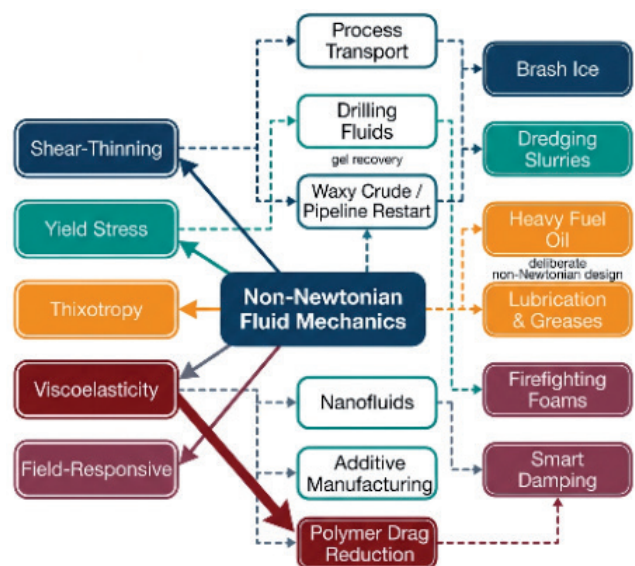 Process
Transport
Brash Ice
Drilling
Fluids
Shear-Thinning
Dredging
Slurries
gel recovery
Waxy Crude /
Pipeline Restart
Yield Stress
Heavy Fuel
Oil
deliberate
non-Newtonian design
Non-Newtonian
Fluid Mechanics
Thixotropy
Lubrication
& Greases
Viscoelasticity
Nanofluids
Firefighting
Foams
Field-Responsive
Additive
Manufacturing
Smart
Damping
Polymer Drag
Reduction